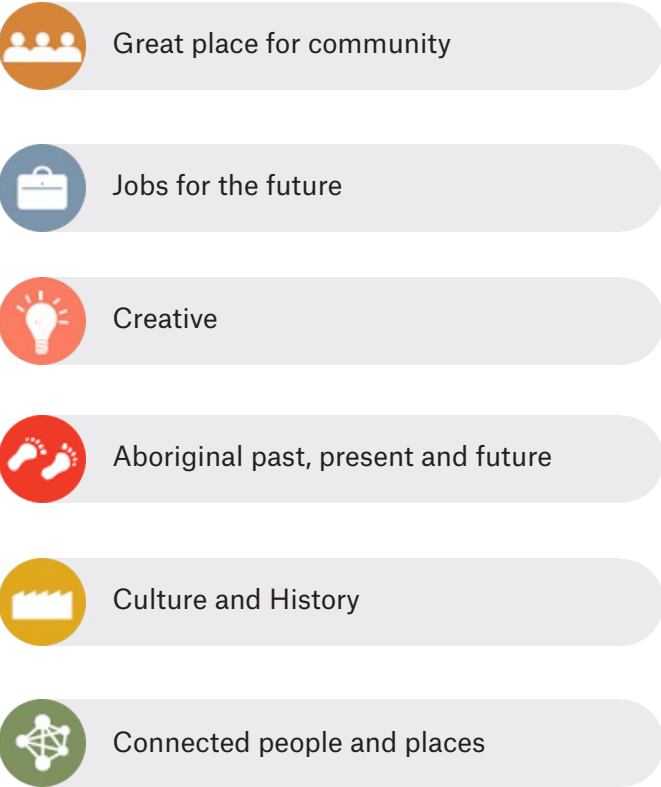 Great place for community
Jobs for the future
Creative
Aboriginal past, present and future
Culture and History
Connected people and places